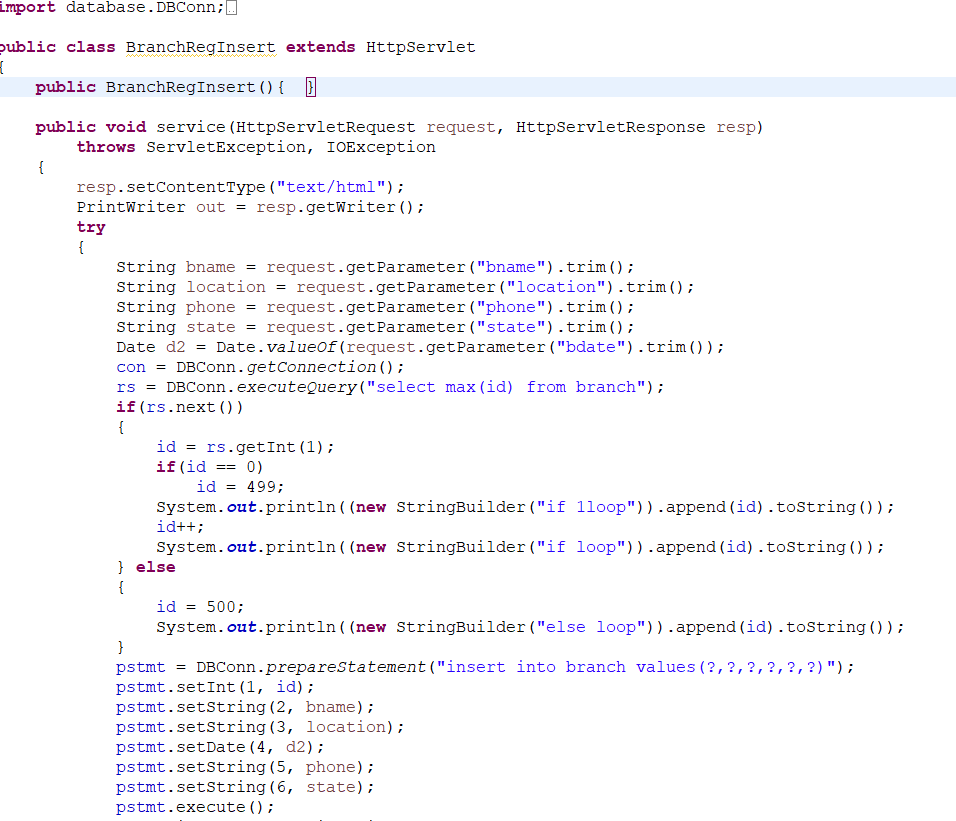 import database.DBConn;
public class BranchRegInsert extends HttpServlet
{
public BranchRegInsert(){ }
public void service(HttpServletRequest request, HttpServletResponse resp)
throws ServletException, IOException
{
resp.setContentType("text/html");
PrintWriter out = resp.getWriter();
try
{
String bname = request.getParameter("bname").trim();
String location = request.getParameter("location").trim();
String phone = request.getParameter("phone").trim();
String state = request.getParameter("state").trim();
Date d2 = Date.valueOf(request.getParameter("bdate").trim());
con = DBConn.getConnection();
rs = DBConn.executeQuery("select max(id) from branch");
if(rs.next())
{
id = rs.getInt(1);
if(id == 0)
id = 499;
System.out.println((new StringBuilder("if 1loop")).append(id).toString());
id++;
System.out.println((new StringBuilder("if loop")).append(id).toString());
} else
{
id = 500;
System.out.println((new StringBuilder("else loop")).append(id).toString());
}
pstmt = DBConn.prepareStatement("insert into branch values(?,?,?,?,?,?)");
pstmt.setInt(1, id);
pstmt.setString(2, bname);
pstmt.setString(3, location);
pstmt.setDate(4, d2);
pstmt.setString(5, phone);
pstmt.setString(6, state);
pstmt.execute();